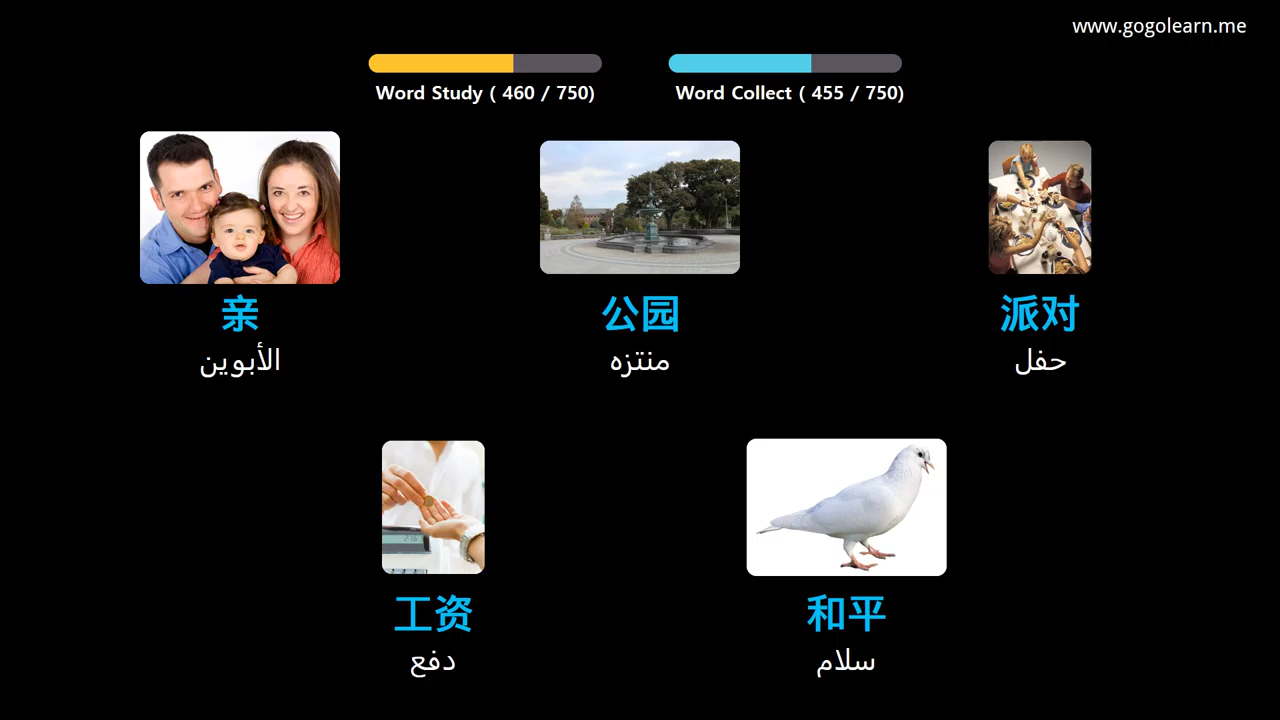 www.gogolearn.me
Word Study ( 460 / 750)
Word Collect ( 455 / 750)
亲
الأبوين
公园
منتزه
派对
حفل
工资
دفع
和平
سلام